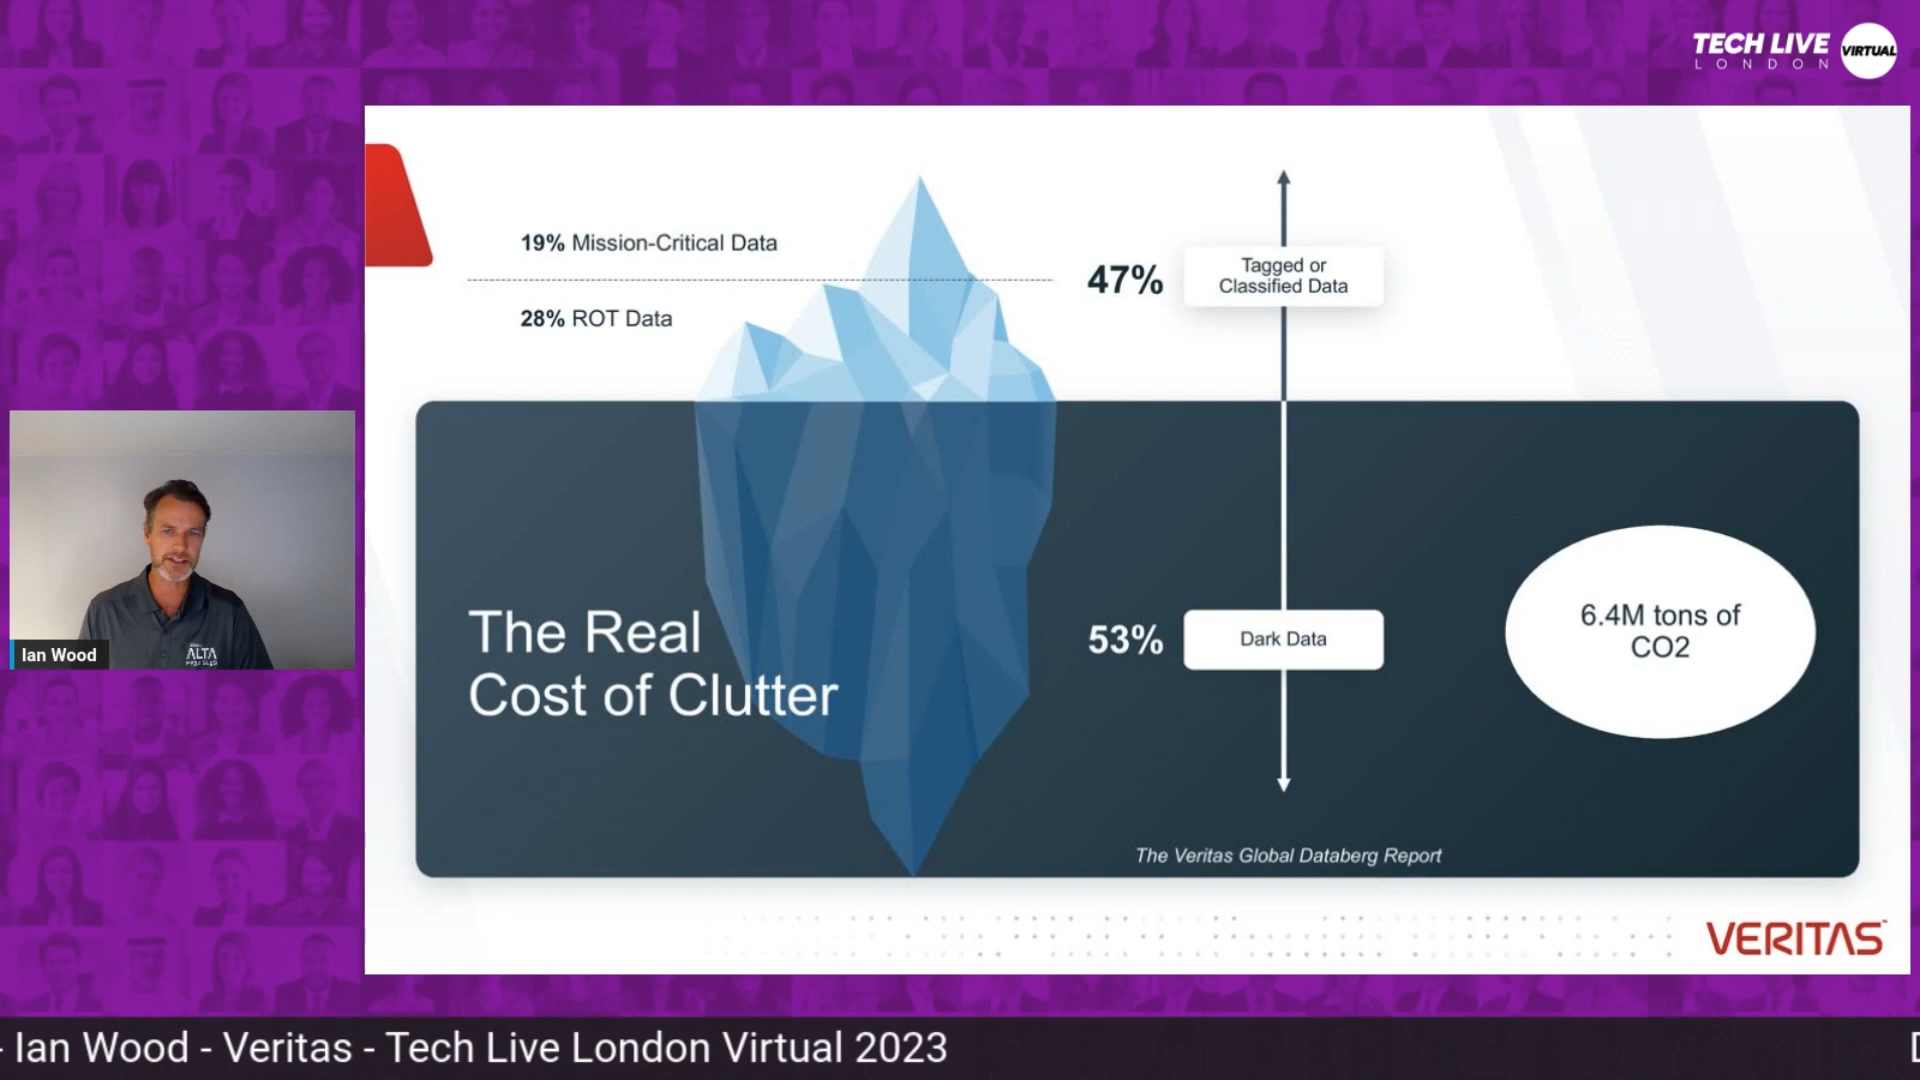 TECH LIVE
LONDON
VIRTUAL
19% Mission-Critical Data
28% ROT Data
47%
Tagged or
Classified Data
The Real
Cost of Clutter
53%
Dark Data
6.4M tons of
CO2
The Veritas Global Databerg Report
VERITAS
Ian Wood
ALTA
- Ian Wood - Veritas - Tech Live London Virtual 2023